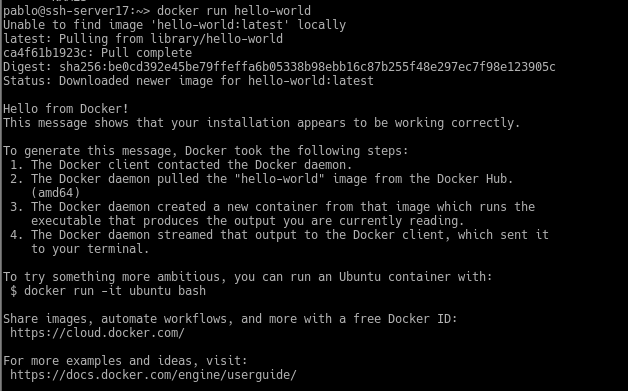 pablo@ssh-server17:~> docker run hello-world
Unable to find image 'hello-world:latest' locally
latest: Pulling from library/hello-world
ca4f61b1923c: Pull complete
Digest: sha256:be0cd392e45be79ffeffa6b05338b98ebb16c87b255f48e297ec7f98e123905c
Status: Downloaded newer image for hello-world:latest

Hello from Docker!
This message shows that your installation appears to be working correctly.

To generate this message, Docker took the following steps:
 1. The Docker client contacted the Docker daemon.
 2. The Docker daemon pulled the "hello-world" image from the Docker Hub.
    (amd64)
 3. The Docker daemon created a new container from that image which runs the
    executable that produces the output you are currently reading.
 4. The Docker daemon streamed that output to the Docker client, which sent it
    to your terminal.

To try something more ambitious, you can run an Ubuntu container with:
 $ docker run -it ubuntu bash

Share images, automate workflows, and more with a free Docker ID:
 https://cloud.docker.com/

For more examples and ideas, visit:
 https://docs.docker.com/engine/userguide/